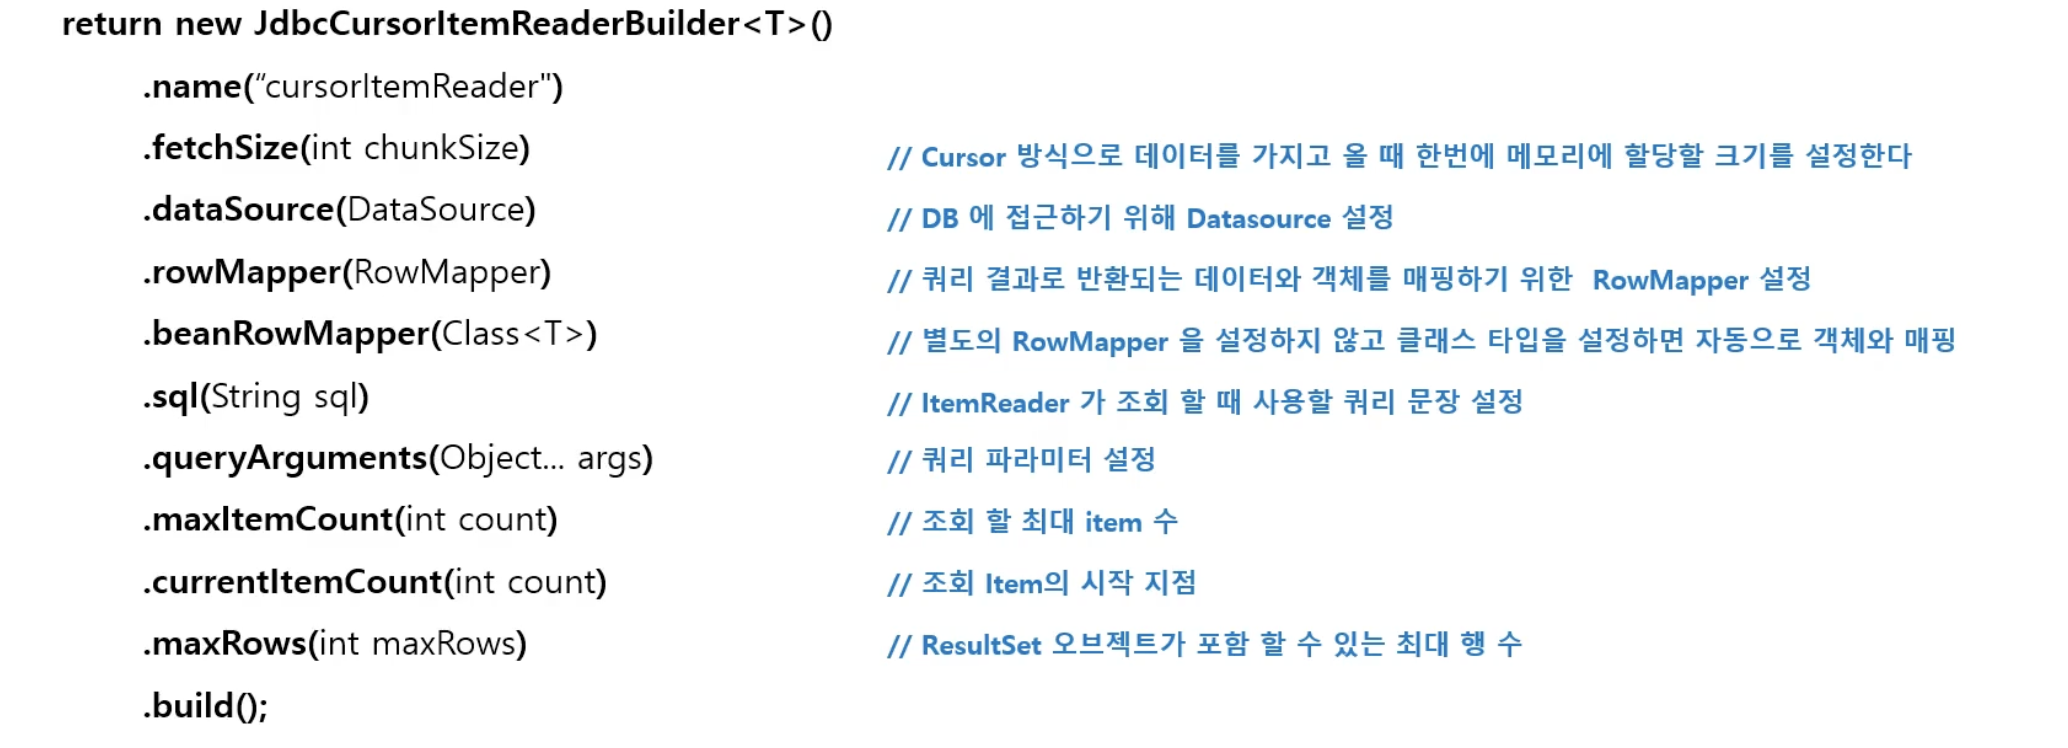 return new JdbcCursorItemReaderBuilder<T>()
.name(“cursorItemReader")
.fetchSize(int chunkSize) // Cursor 방식으로 데이터를 가지고 올 때 한번에 메모리에 할당할 크기를 설정한다
.dataSource(DataSource) // DB 에 접근하기 위해 Datasource 설정
.rowMapper(RowMapper) // 쿼리 결과로 반환되는 데이터와 객체를 매핑하기 위한 RowMapper 설정
.beanRowMapper(Class<T>) // 별도의 RowMapper 을 설정하지 않고 클래스 타입을 설정하면 자동으로 객체와 매핑
.sql(String sql) // ItemReader 가 조회 할 때 사용할 쿼리 문장 설정
.queryArguments(Object... args) // 쿼리 파라미터 설정
.maxItemCount(int count) // 조회 할 최대 item 수
.currentItemCount(int count) // 조회 Item의 시작 지점
.maxRows(int maxRows) // ResultSet 오브젝트가 포함 할 수 있는 최대 행 수
.build();